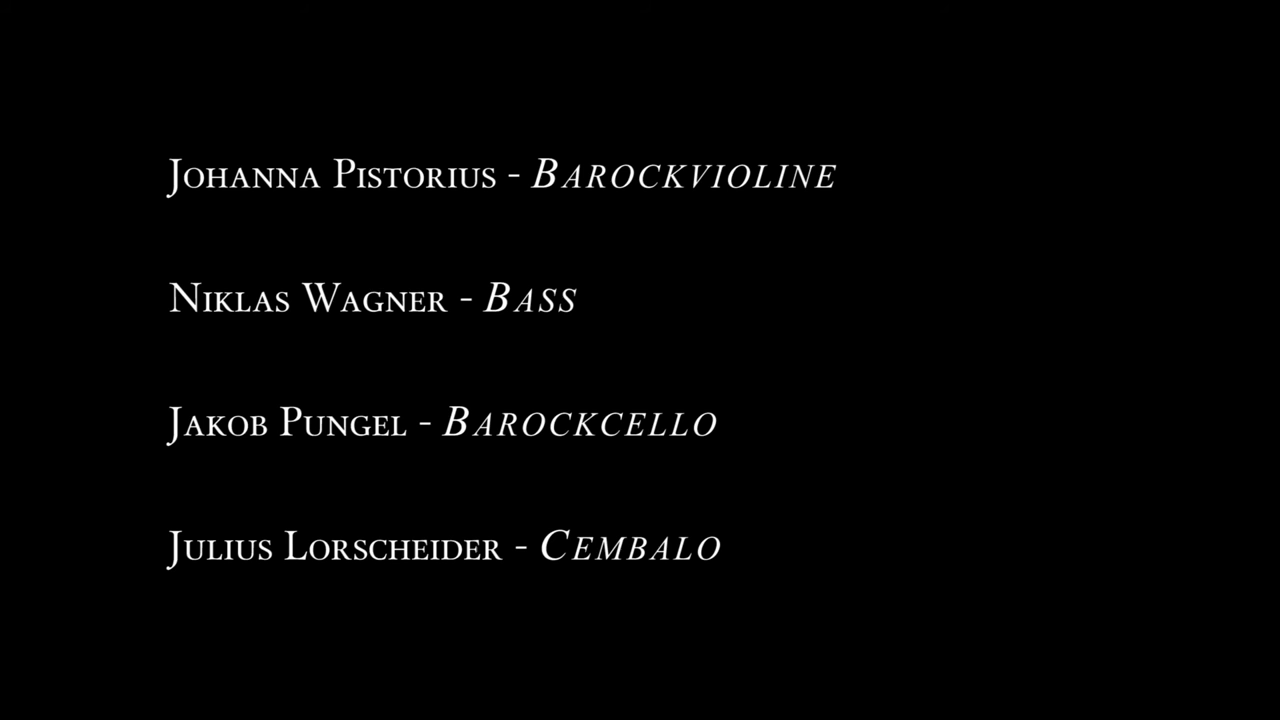 Johanna Pistorius - Barockvioline
Niklas Wagner - Bass
Jakob Pungel - Barockcello
Julius Lorscheider - Cembalo